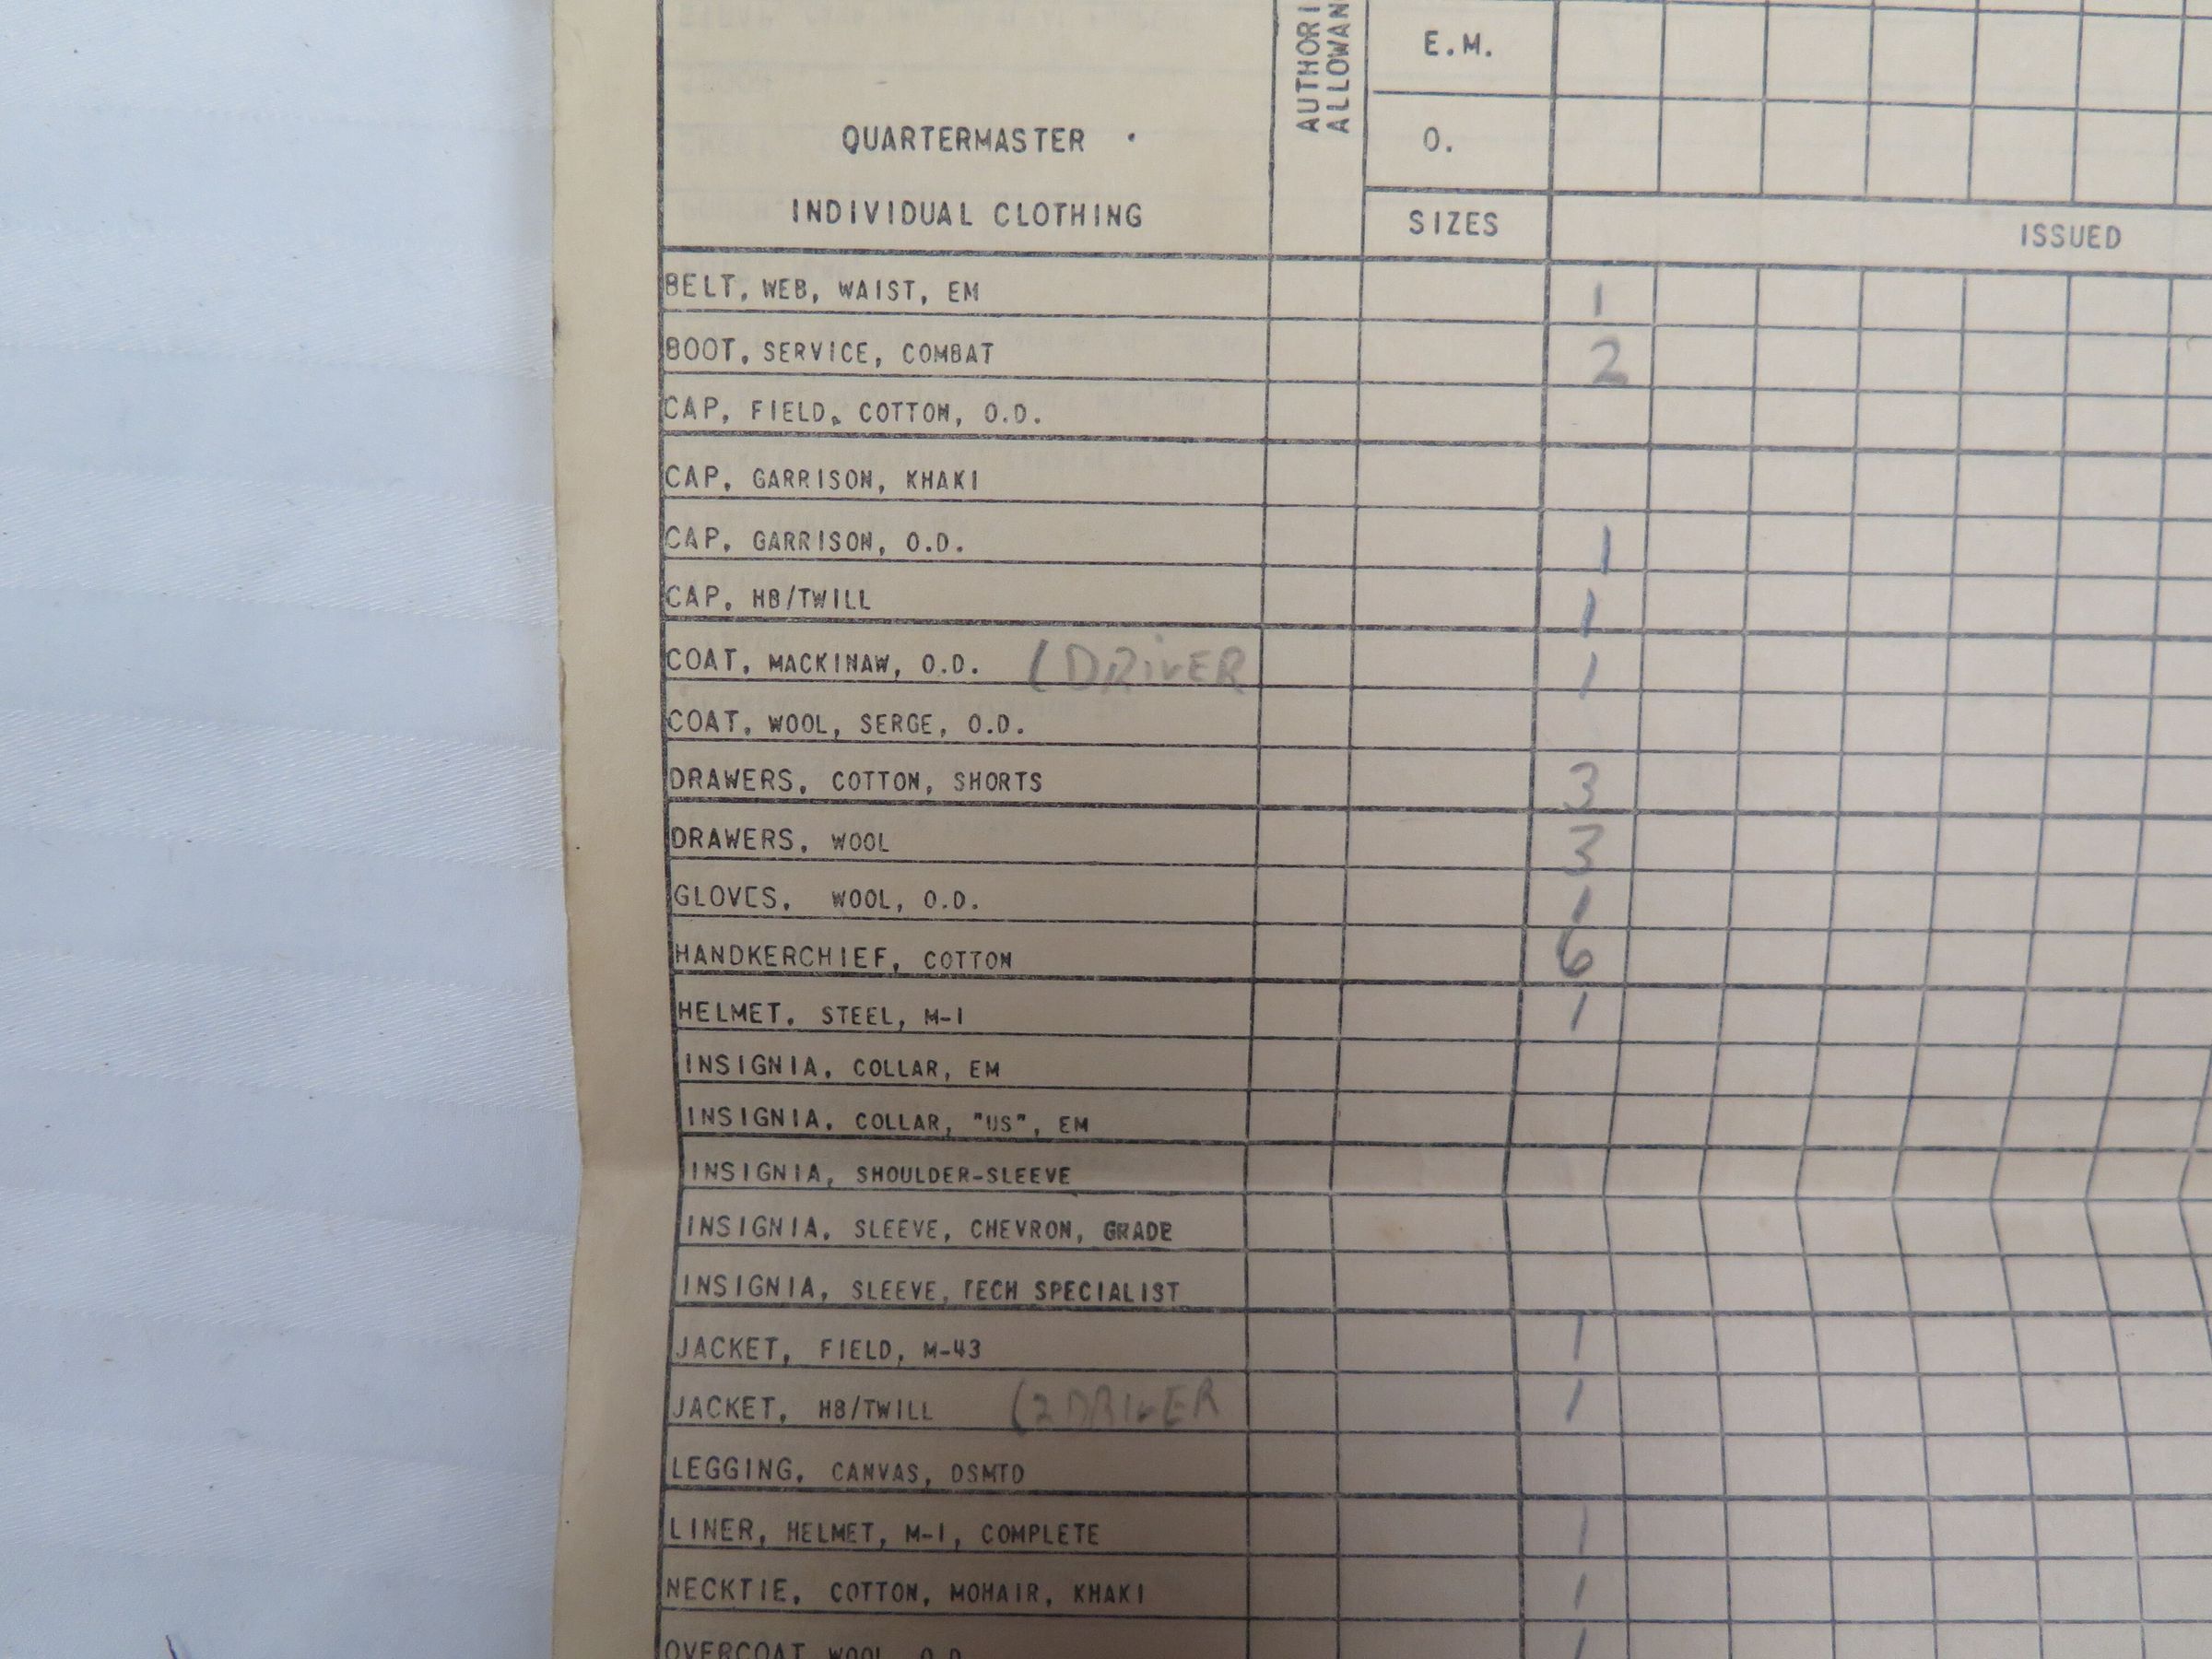 E.M.
QUARTERMASTER
O.
INDIVIDUAL CLOTHING
SIZES
ISSUED
BELT, WEB, WAIST, EM 1
BOOT, SERVICE, COMBAT 2
CAP, FIELD, COTTON, O.D.
CAP, GARRISON, KHAKI
CAP, GARRISON, O.D. 1
CAP, HB/TWILL 1
COAT, MACKINAW, O.D. (DRIVER 1
COAT, WOOL, SERGE, O.D.
DRAWERS, COTTON, SHORTS 3
DRAWERS, WOOL 3
GLOVES, WOOL, O.D. 1
HANDKERCHIEF, COTTON 6
HELMET, STEEL, M-1 1
INSIGNIA, COLLAR, EM
INSIGNIA, COLLAR, "US", EM
INSIGNIA, SHOULDER-SLEEVE
INSIGNIA, SLEEVE, CHEVRON, GRADE
INSIGNIA, SLEEVE, TECH SPECIALIST
JACKET, FIELD, M-43 1
JACKET, HB/TWILL (2 DRIVER 1
LEGGING, CANVAS, DSMTD
LINER, HELMET, M-1, COMPLETE 1
NECKTIE, COTTON, MOHAIR, KHAKI 1
OVERCOAT, WOOL, O.D. 1